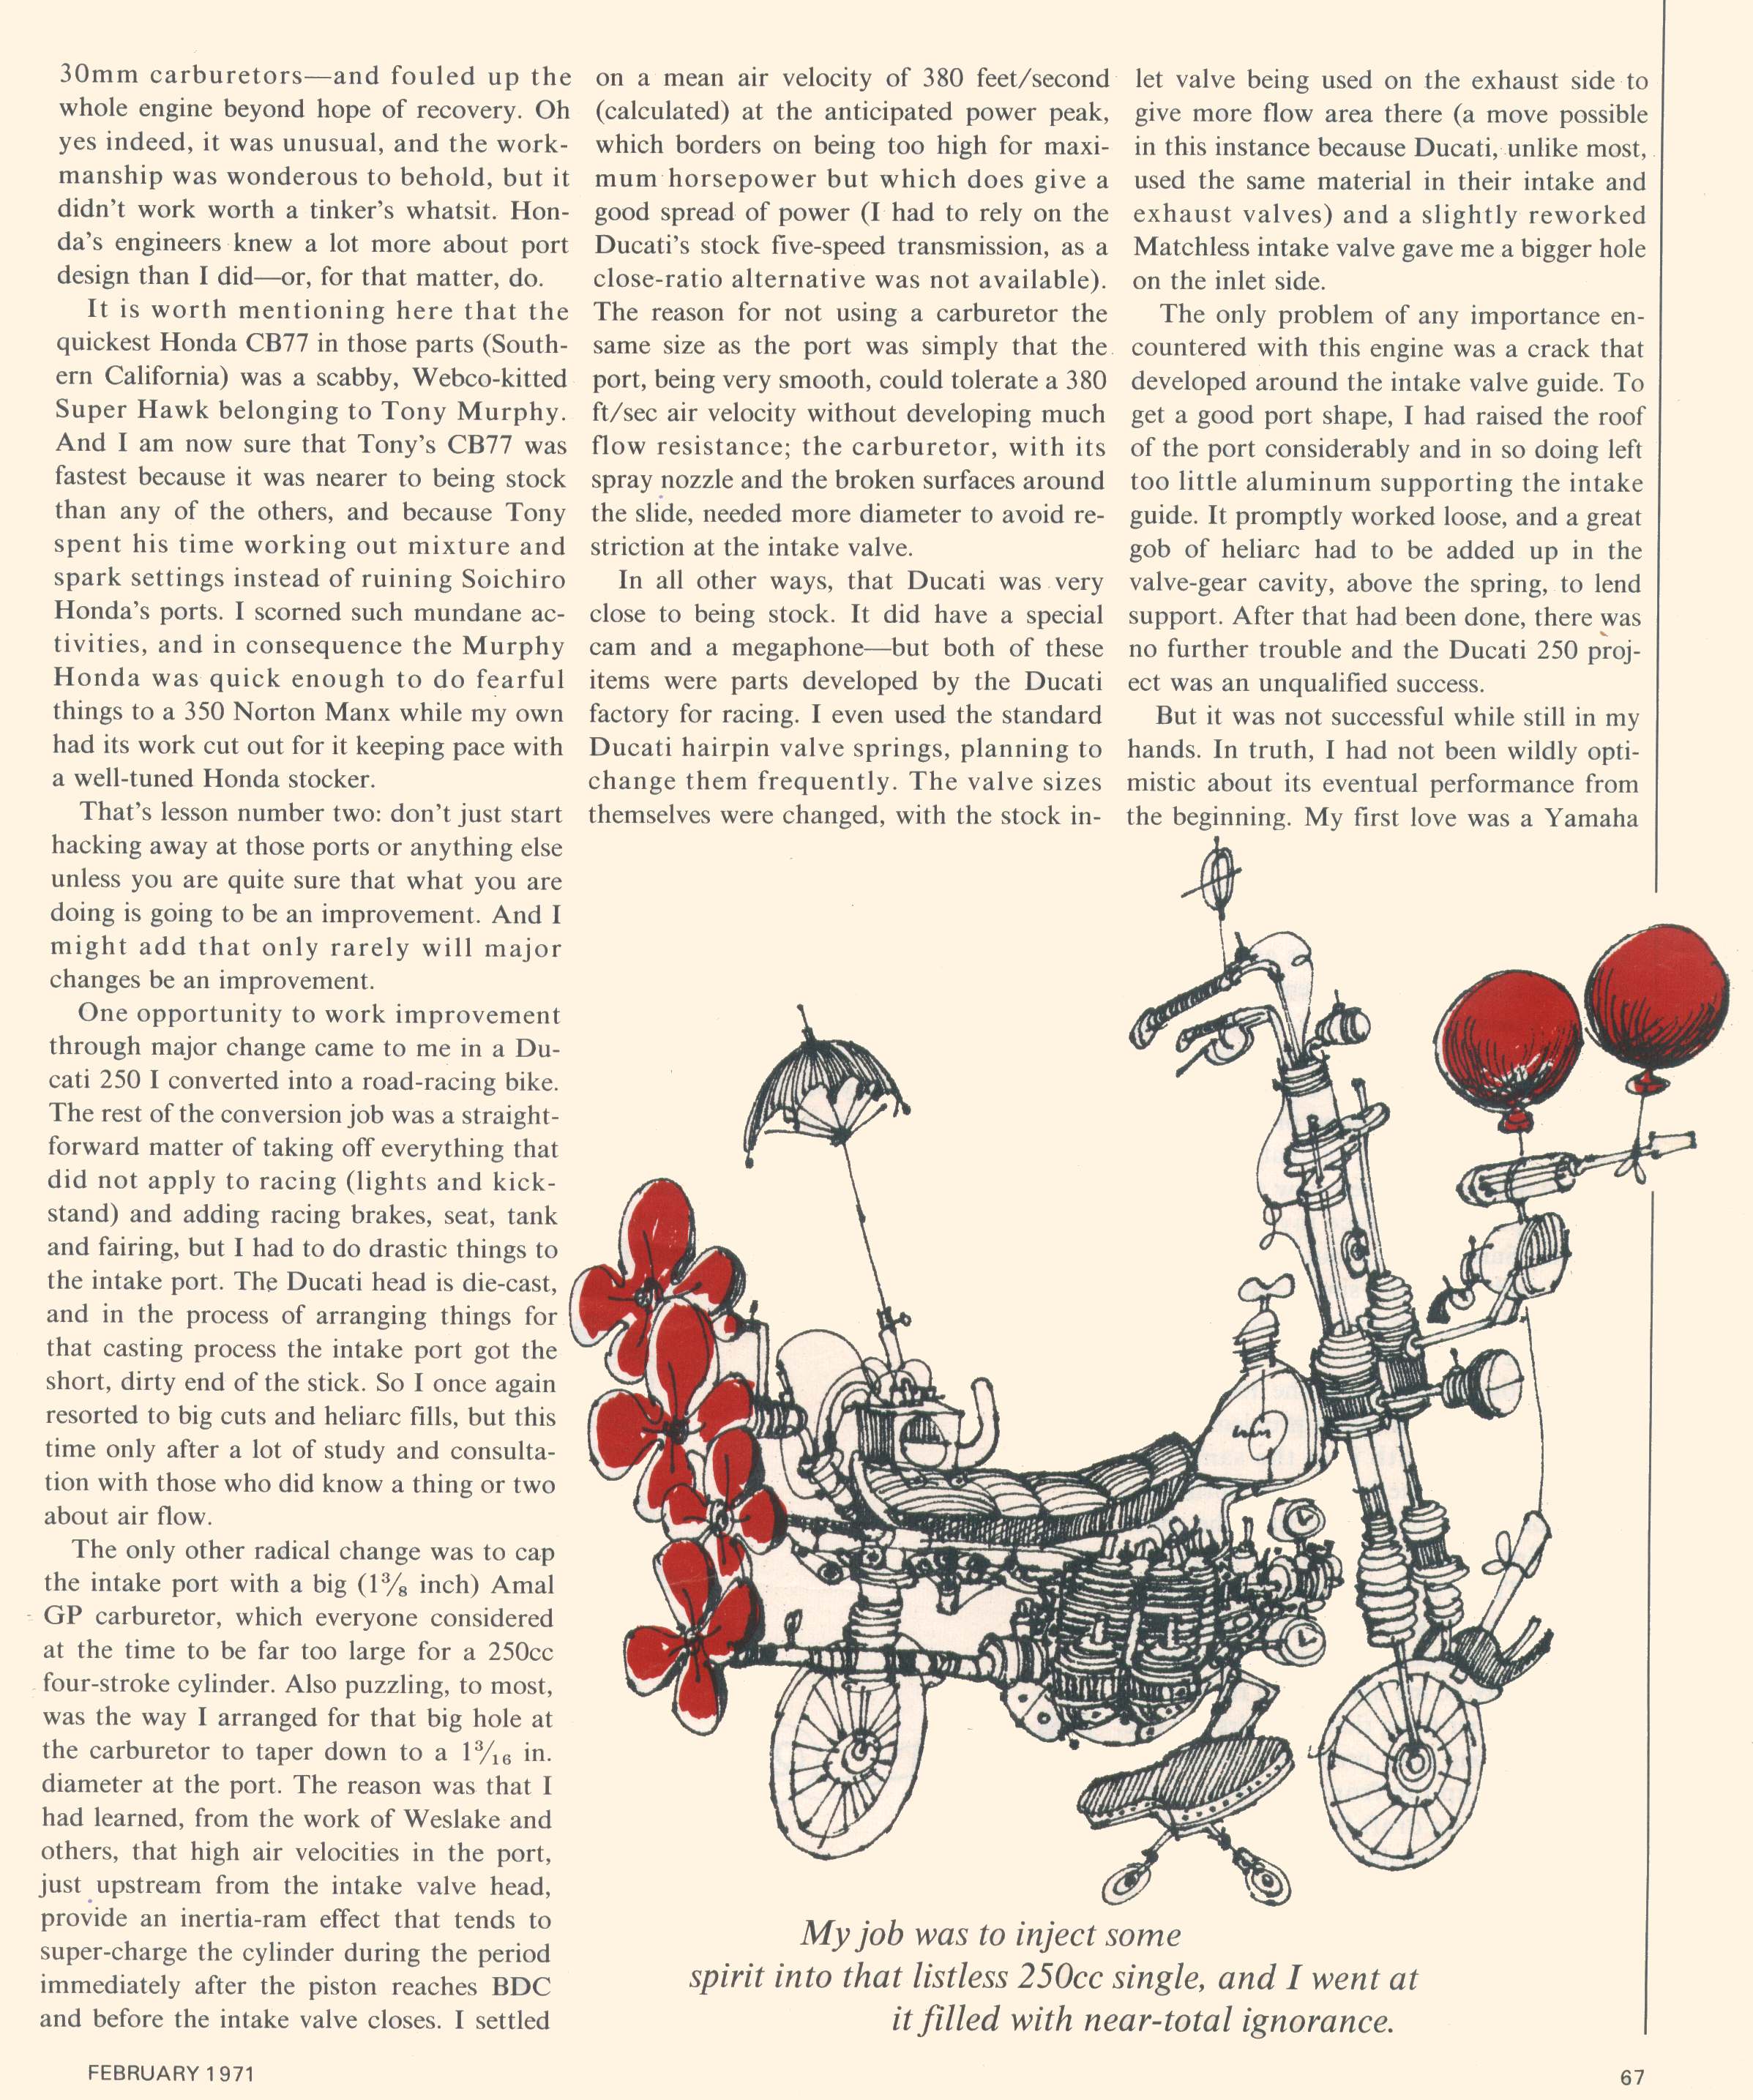 30mm carburetors—and fouled up the
whole engine beyond hope of recovery. Oh
yes indeed, it was unusual, and the work-
manship was wonderous to behold, but it
didn't work worth a tinker's whatsit. Hon-
da's engineers knew a lot more about port
design than I did—or, for that matter, do.
It is worth mentioning here that the
quickest Honda CB77 in those parts (South-
ern California) was a scabby, Webco-kitted
Super Hawk belonging to Tony Murphy.
And I am now sure that Tony's CB77 was
fastest because it was nearer to being stock
than any of the others, and because Tony
spent his time working out mixture and
spark settings instead of ruining Soichiro
Honda's ports. I scorned such mundane ac-
tivities, and in consequence the Murphy
Honda was quick enough to do fearful
things to a 350 Norton Manx while my own
had its work cut out for it keeping pace with
a well-tuned Honda stocker.
That's lesson number two: don't just start
hacking away at those ports or anything else
unless you are quite sure that what you are
doing is going to be an improvement. And I
might add that only rarely will major
changes be an improvement.
One opportunity to work improvement
through major change came to me in a Du-
cati 250 I converted into a road-racing bike.
The rest of the conversion job was a straight-
forward matter of taking off everything that
did not apply to racing (lights and kick-
stand) and adding racing brakes, seat, tank
and fairing, but I had to do drastic things to
the intake port. The Ducati head is die-cast,
and in the process of arranging things for
that casting process the intake port got the
short, dirty end of the stick. So I once again
resorted to big cuts and heliarc fills, but this
time only after a lot of study and consulta-
tion with those who did know a thing or two
about air flow.
The only other radical change was to cap
the intake port with a big (1⅜ inch) Amal
GP carburetor, which everyone considered
at the time to be far too large for a 250cc
four-stroke cylinder. Also puzzling, to most,
was the way I arranged for that big hole at
the carburetor to taper down to a 1³⁄₁₆ in.
diameter at the port. The reason was that I
had learned, from the work of Weslake and
others, that high air velocities in the port,
just upstream from the intake valve head,
provide an inertia-ram effect that tends to
super-charge the cylinder during the period
immediately after the piston reaches BDC
and before the intake valve closes. I settled
on a mean air velocity of 380 feet/second
(calculated) at the anticipated power peak,
which borders on being too high for maxi-
mum horsepower but which does give a
good spread of power (I had to rely on the
Ducati's stock five-speed transmission, as a
close-ratio alternative was not available).
The reason for not using a carburetor the
same size as the port was simply that the
port, being very smooth, could tolerate a 380
ft/sec air velocity without developing much
flow resistance; the carburetor, with its
spray nozzle and the broken surfaces around
the slide, needed more diameter to avoid re-
striction at the intake valve.
In all other ways, that Ducati was very
close to being stock. It did have a special
cam and a megaphone—but both of these
items were parts developed by the Ducati
factory for racing. I even used the standard
Ducati hairpin valve springs, planning to
change them frequently. The valve sizes
themselves were changed, with the stock in-
let valve being used on the exhaust side to
give more flow area there (a move possible
in this instance because Ducati, unlike most,
used the same material in their intake and
exhaust valves) and a slightly reworked
Matchless intake valve gave me a bigger hole
on the inlet side.
The only problem of any importance en-
countered with this engine was a crack that
developed around the intake valve guide. To
get a good port shape, I had raised the roof
of the port considerably and in so doing left
too little aluminum supporting the intake
guide. It promptly worked loose, and a great
gob of heliarc had to be added up in the
valve-gear cavity, above the spring, to lend
support. After that had been done, there was
no further trouble and the Ducati 250 proj-
ect was an unqualified success.
But it was not successful while still in my
hands. In truth, I had not been wildly opti-
mistic about its eventual performance from
the beginning. My first love was a Yamaha
My job was to inject some
spirit into that listless 250cc single, and I went at
it filled with near-total ignorance.
FEBRUARY 1971
67